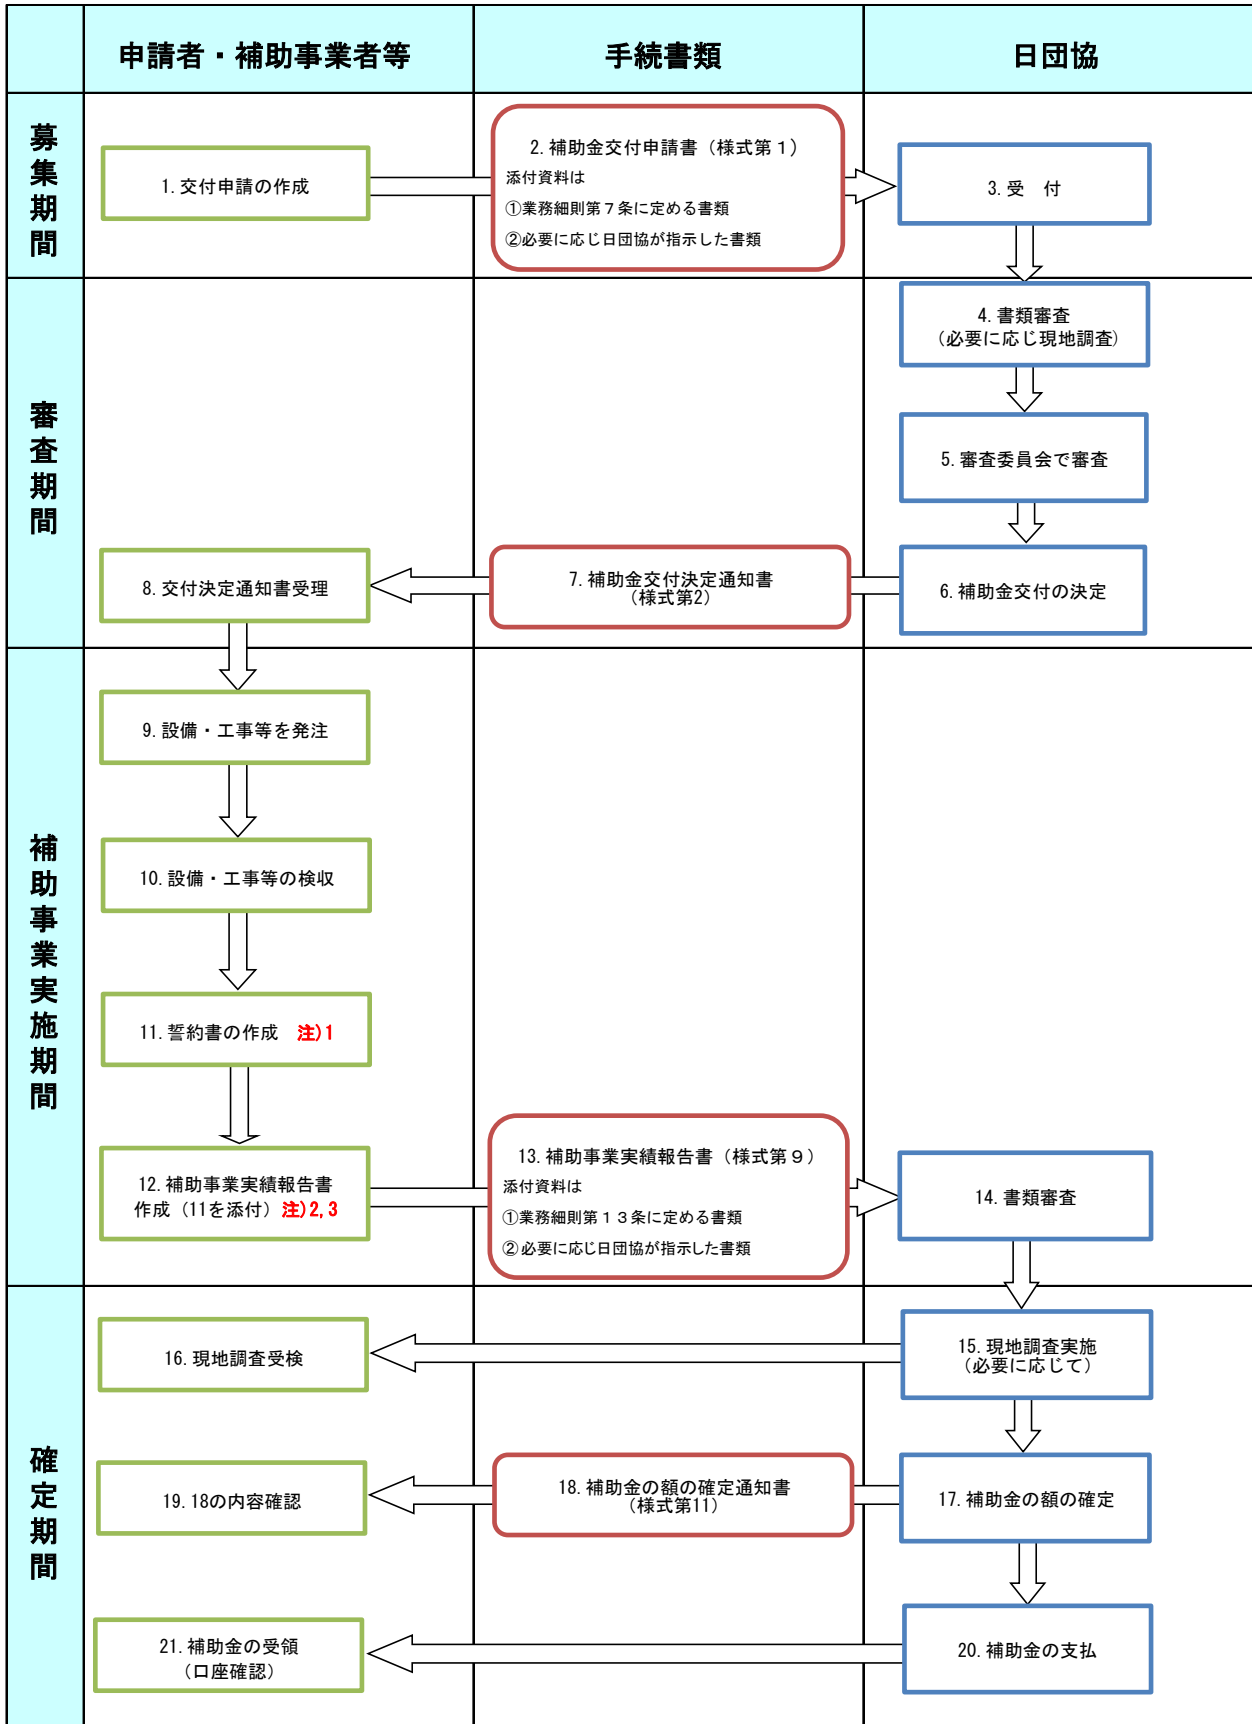 申請者・補助事業者等
手続書類
日団協
募集期間
1. 交付申請の作成
2. 補助金交付申請書（様式第１）
添付資料は
①業務細則第７条に定める書類
②必要に応じ日団協が指示した書類
3. 受　付
審査期間
4. 書類審査
（必要に応じ現地調査）
5. 審査委員会で審査
6. 補助金交付の決定
7. 補助金交付決定通知書
（様式第2）
8. 交付決定通知書受理
補助事業実施期間
9. 設備・工事等を発注
10. 設備・工事等の検収
11. 誓約書の作成　注)1
12. 補助事業実績報告書
作成（11を添付）注)2, 3
13. 補助事業実績報告書（様式第９）
添付資料は
①業務細則第１３条に定める書類
②必要に応じ日団協が指示した書類
14. 書類審査
確定期間
15. 現地調査実施
（必要に応じて）
16. 現地調査受検
17. 補助金の額の確定
18. 補助金の額の確定通知書
（様式第11）
19. 18の内容確認
20. 補助金の支払
21. 補助金の受領
（口座確認）